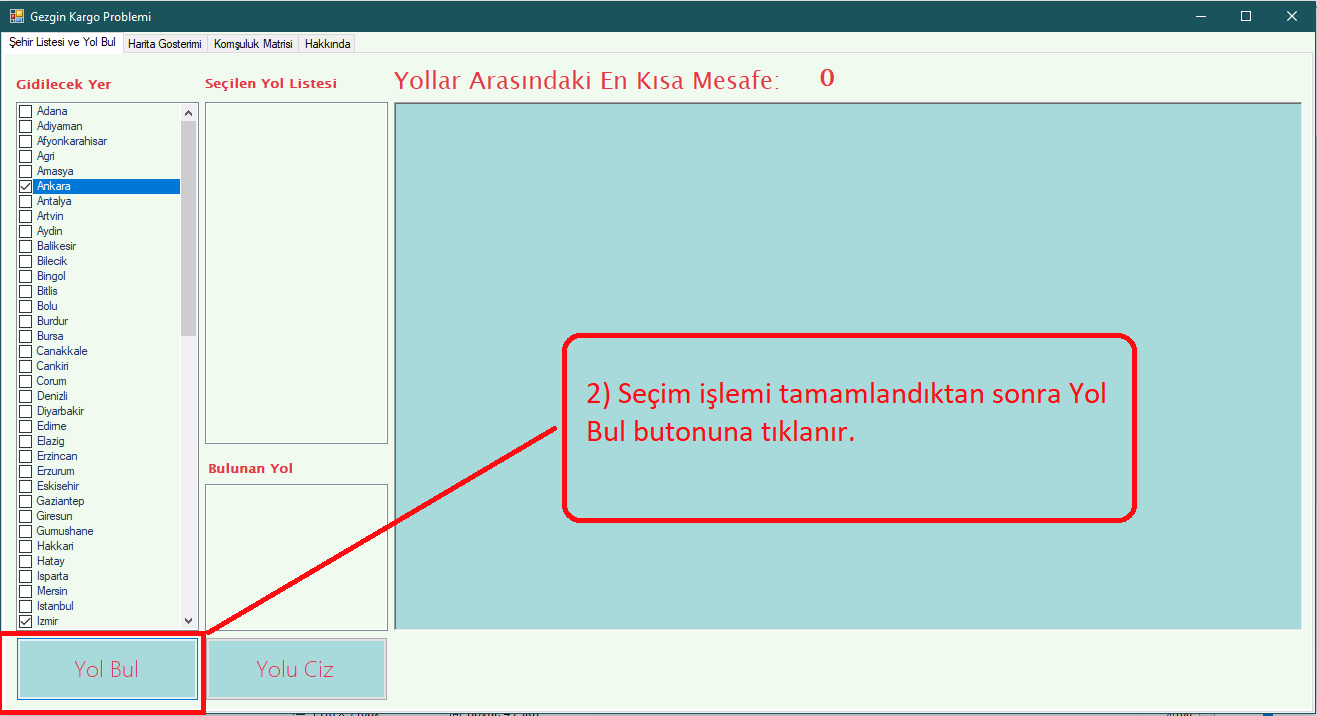 Gezgin Kargo Problemi
Şehir Listesi ve Yol Bul
Harita Gosterimi
Komşuluk Matrisi
Hakkında
Gidilecek Yer
Seçilen Yol Listesi
Yollar Arasındaki En Kısa Mesafe: 0
Adana
Adiyaman
Afyonkarahisar
Agri
Amasya
Ankara
Antalya
Artvin
Aydin
Balikesir
Bilecik
Bingol
Bitlis
Bolu
Burdur
Bursa
Canakkale
Cankiri
Corum
Denizli
Diyarbakir
Edirne
Elazig
Erzincan
Erzurum
Eskisehir
Gaziantep
Giresun
Gumushane
Hakkari
Hatay
Isparta
Mersin
Istanbul
Izmir
Bulunan Yol
2) Seçim işlemi tamamlandıktan sonra Yol
Bul butonuna tıklanır.
Yol Bul
Yolu Ciz